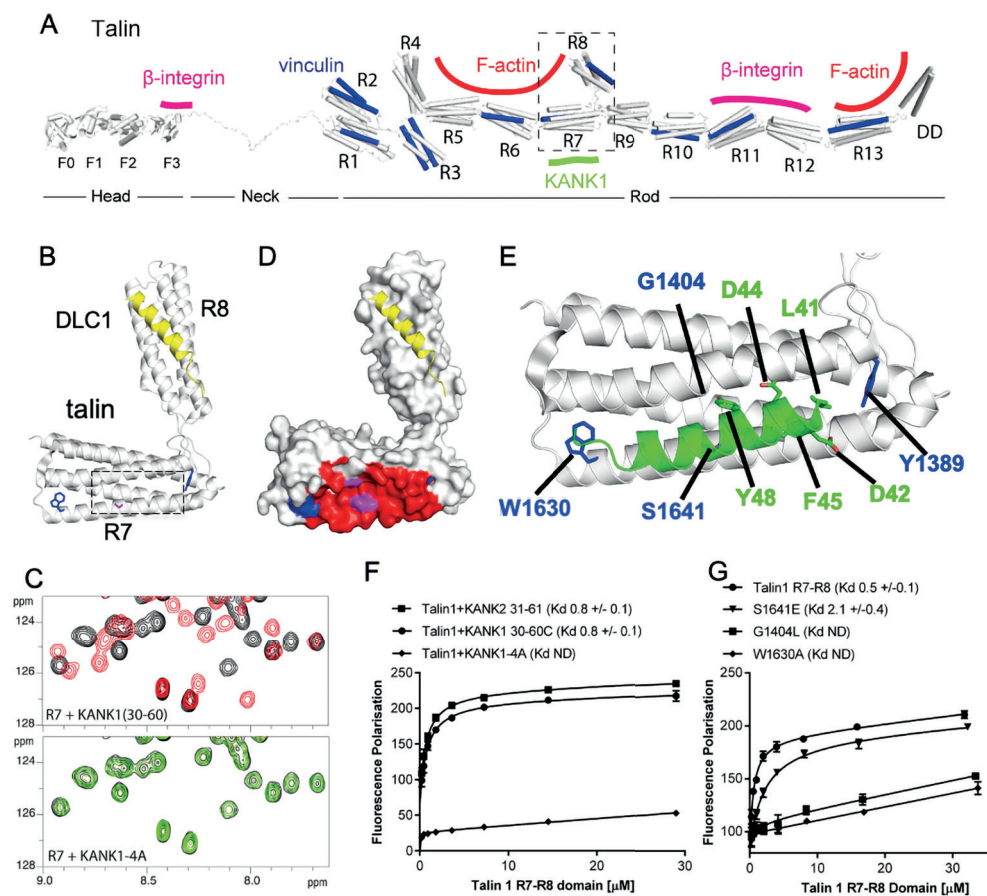 A Talin
R4
R8
F-actin
β-integrin
F-actin
β-integrin
vinculin
R2
R5
R6
R7
R9
R10
R11
R12
R13
DD
F0 F1 F2 F3
R1
R3
KANK1
Head
Neck
Rod
B
DLC1
R8
talin
R7
D
E
G1404
D44
L41
W1630
S1641
Y48
F45
D42
Y1389
C
ppm
124
126
128
R7 + KANK1(30-60)
124
126
128
R7 + KANK1-4A
9.0
8.5
8.0
ppm
F
Talin1+KANK2 31-61 (Kd 0.8 +/- 0.1)
Talin1+KANK1 30-60C (Kd 0.8 +/- 0.1)
Talin1+KANK1-4A (Kd ND)
Fluorescence Polarisation
250
200
150
100
50
0
0 10 20 30
Talin 1 R7-R8 domain [µM]
G
Talin1 R7-R8 (Kd 0.5 +/-0.1)
S1641E (Kd 2.1 +/-0.4)
G1404L (Kd ND)
W1630A (Kd ND)
Fluorescence Polarisation
250
200
150
100
0 10 20 30
Talin 1 R7-R8 Domain [µM]